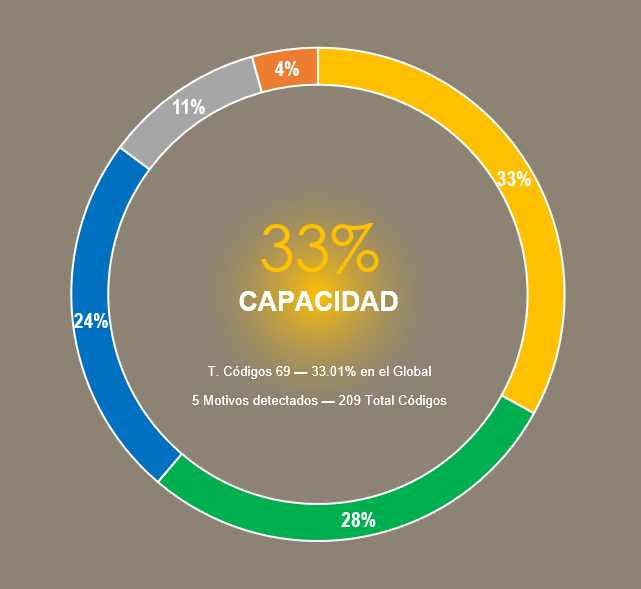 4%
11%
33%
33%
CAPACIDAD
24%
T. Códigos 69 — 33.01% en el Global
5 Motivos detectados — 209 Total Códigos
28%